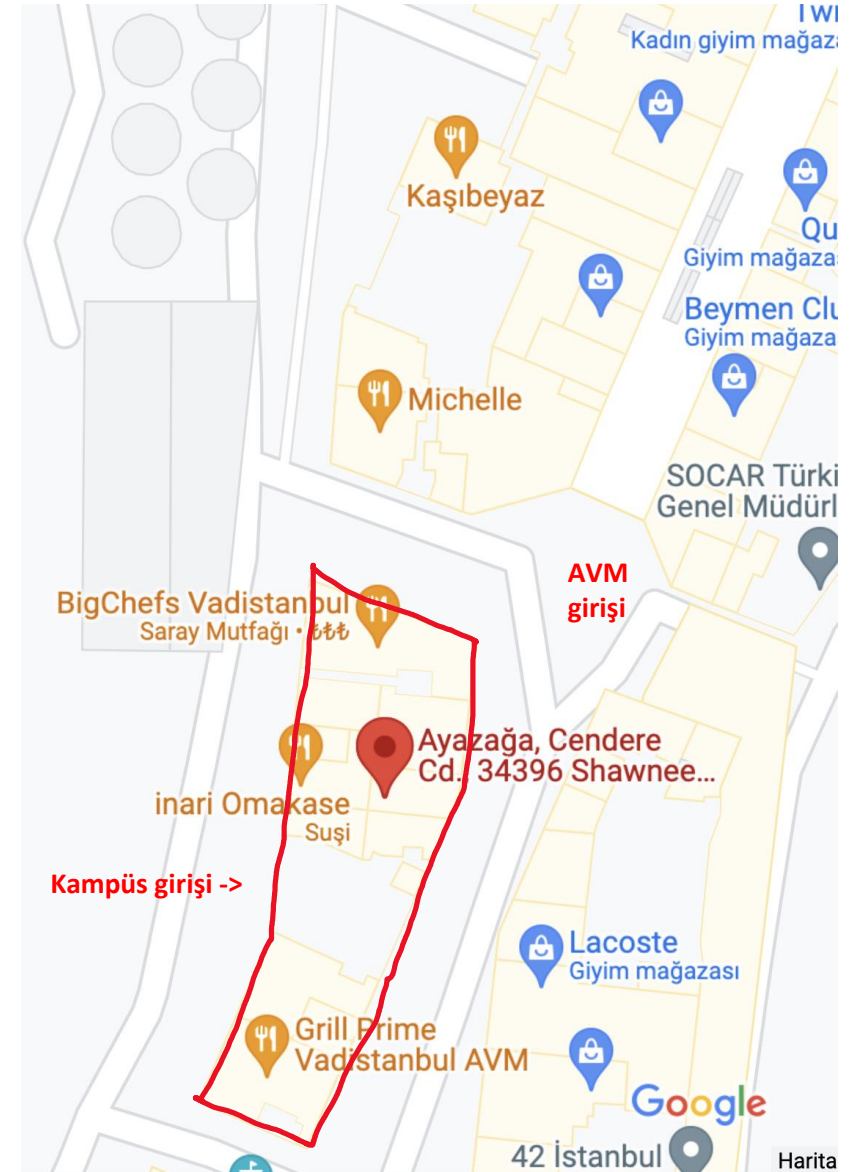 Kadın giyim mağaz
Kaşıbeyaz
Qu
Giyim mağaza
Beymen Clu
Giyim mağaza
Michelle
SOCAR Türki
Genel Müdürl
AVM
girişi
BigChefs Vadistanbul
Saray Mutfağı • ₺₺₺
Ayazağa, Cendere
Cd., 34396 Shawnee...
inari Omakase
Suşi
Kampüs girişi ->
Lacoste
Giyim mağazası
Grill Prime
Vadistanbul AVM
Google
42 İstanbul
Harita